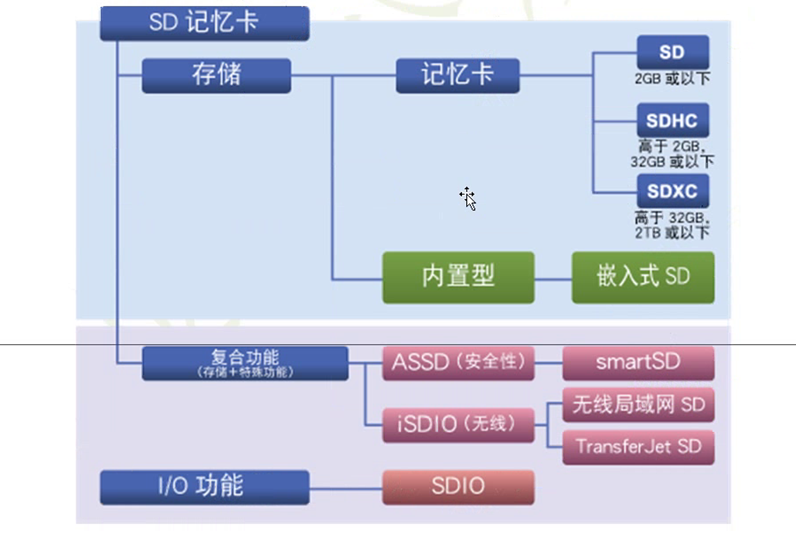 SD 记忆卡
存储
记忆卡
SD
2GB 或以下
SDHC
高于 2GB,
32GB 或以下
SDXC
高于 32GB,
2TB 或以下
内置型
嵌入式 SD
复合功能
(存储+特殊功能)
ASSD (安全性)
smartSD
iSDIO (无线)
无线局域网 SD
TransferJet SD
I/O 功能
SDIO